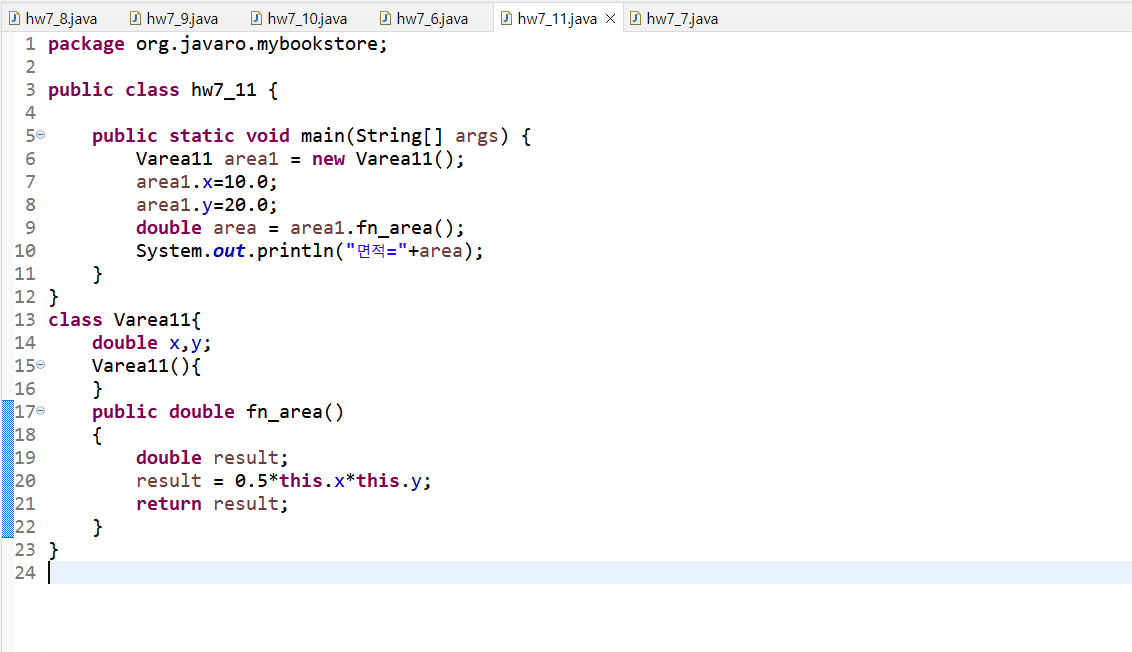 hw7_8.java hw7_9.java hw7_10.java hw7_6.java hw7_11.java hw7_7.java
1 package org.javaro.mybookstore;
2
3 public class hw7_11 {
4
5 public static void main(String[] args) {
6 Varea11 area1 = new Varea11();
7 area1.x=10.0;
8 area1.y=20.0;
9 double area = area1.fn_area();
10 System.out.println("면적="+area);
11 }
12 }
13 class Varea11{
14 double x,y;
15 Varea11(){
16 }
17 public double fn_area()
18 {
19 double result;
20 result = 0.5*this.x*this.y;
21 return result;
22 }
23 }
24